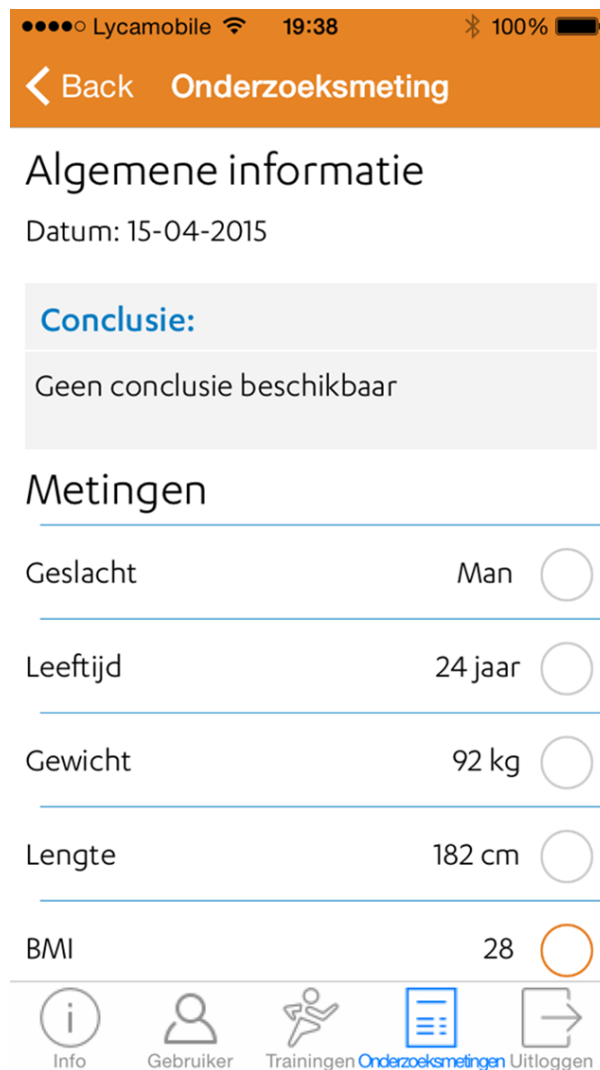 Lycamobile 19:38 100%
Back Onderzoeksmeting
Algemene informatie
Datum: 15-04-2015
Conclusie:
Geen conclusie beschikbaar
Metingen
Geslacht Man
Leeftijd 24 jaar
Gewicht 92 kg
Lengte 182 cm
BMI 28
Info Gebruiker Trainingen Onderzoeksmetingen Uitloggen